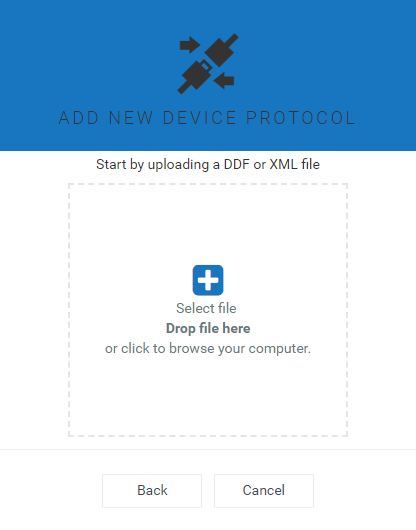 ADD NEW DEVICE PROTOCOL
Start by uploading a DDF or XML file
Select file
Drop file here
or click to browse your computer.
Back
Cancel